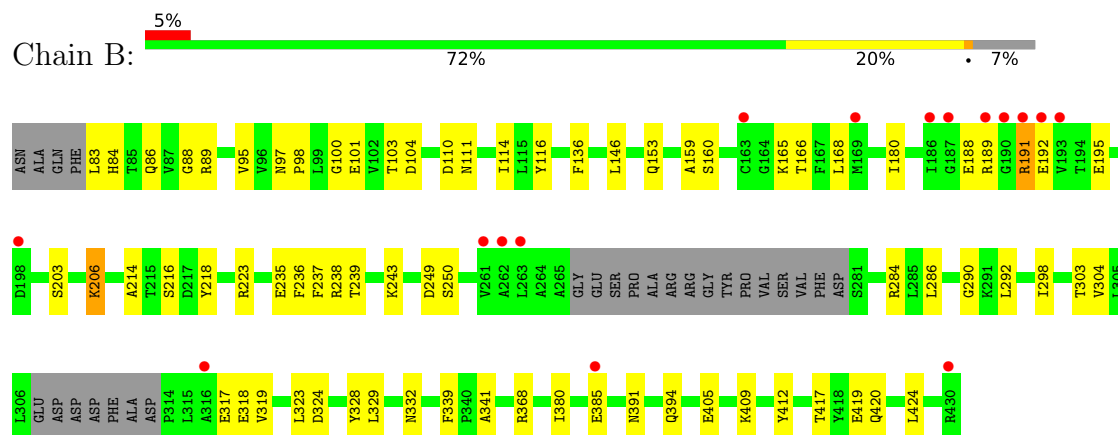 5%
Chain B:
72% 20% • 7%
ASN ALA GLN PHE L83 H84 T85 Q86 V87 G88 R89 V95 V96 N97 P98 L99 G100 E101 V102 T103 D104 D110 N111 I114 L115 Y116 F136 L146 Q153 A159 S160 C163 G164 K165 T166 F167 L168 M169 I180 I186 G187 E188 R189 G190 R191 E192 V193 T194 E195
D198 S203 K206 A214 T215 S216 D217 Y218 R223 E235 F236 F237 R238 T239 K243 D249 S250 V261 A262 L263 A264 A265 GLY GLU SER PRO ALA ARG ARG GLY TYR PRO VAL SER VAL PHE ASP S281 R284 L285 L286 G290 K291 L292 I298 T303 V304 L305
L306 GLU ASP ASP ASP PHE ALA ASP P314 L315 A316 E317 E318 V319 L323 D324 Y328 L329 N332 F339 P340 A341 R368 I380 E385 N391 Q394 E405 K409 Y412 T417 Y418 E419 Q420 L424 R430